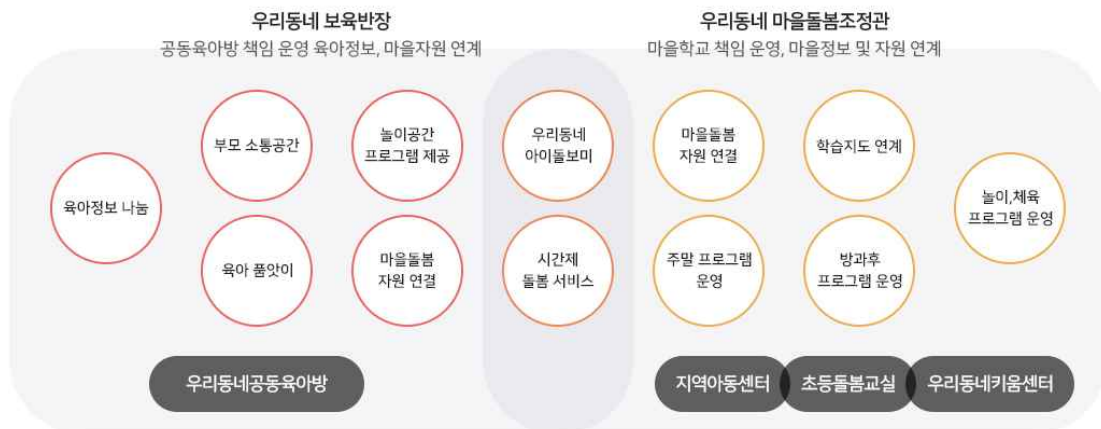 우리동네 보육반장
공동육아방 책임 운영 육아정보, 마을자원 연계
우리동네 마을돌봄조정관
마을학교 책임 운영, 마을정보 및 자원 연계
육아정보 나눔
부모 소통공간
놀이공간
프로그램 제공
육아 품앗이
마을돌봄
자원 연결
우리동네
아이돌보미
시간제
돌봄 서비스
마을돌봄
자원 연결
학습지도 연계
주말 프로그램
운영
방과후
프로그램 운영
놀이,체육
프로그램 운영
우리동네공동육아방
지역아동센터
초등돌봄교실
우리동네키움센터